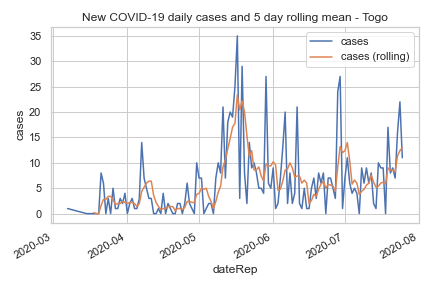 New COVID-19 daily cases and 5 day rolling mean - Togo
cases
cases (rolling)
cases
35
30
25
20
15
10
5
0
2020-03
2020-04
2020-05
2020-06
2020-07
2020-08
dateRep